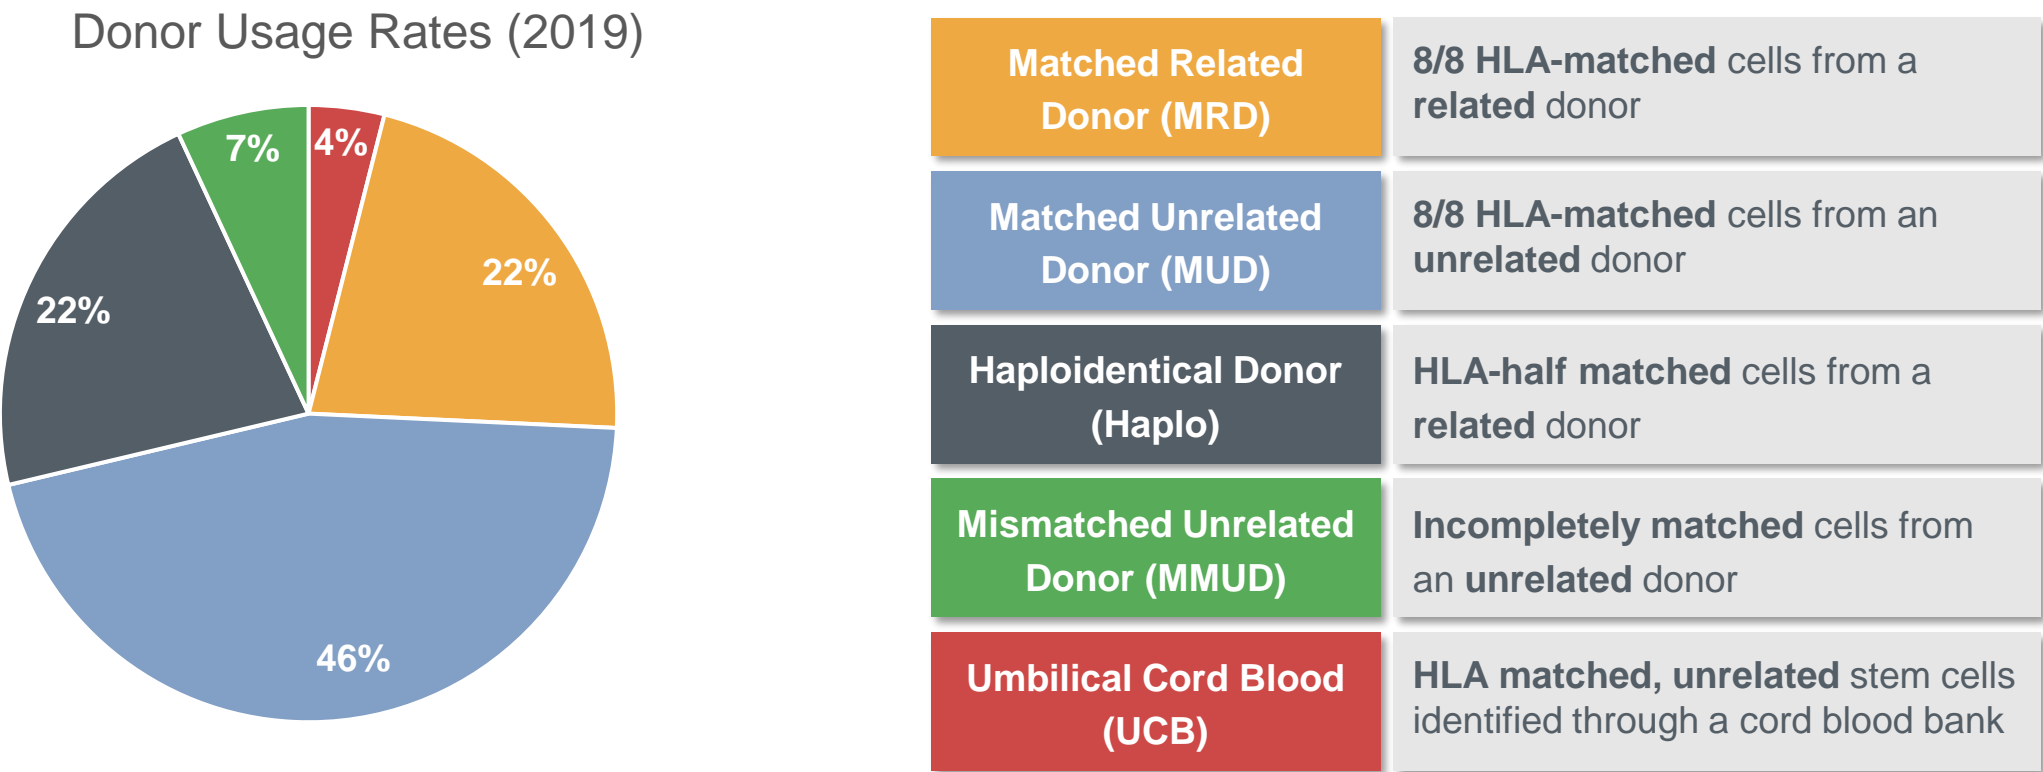 Donor Usage Rates (2019)
7%
4%
22%
22%
46%
Matched Related
Donor (MRD)
8/8 HLA-matched cells from a
related donor
Matched Unrelated
Donor (MUD)
8/8 HLA-matched cells from an
unrelated donor
Haploidentical Donor
(Haplo)
HLA-half matched cells from a
related donor
Mismatched Unrelated
Donor (MMUD)
Incompletely matched cells from
an unrelated donor
Umbilical Cord Blood
(UCB)
HLA matched, unrelated stem cells
identified through a cord blood bank